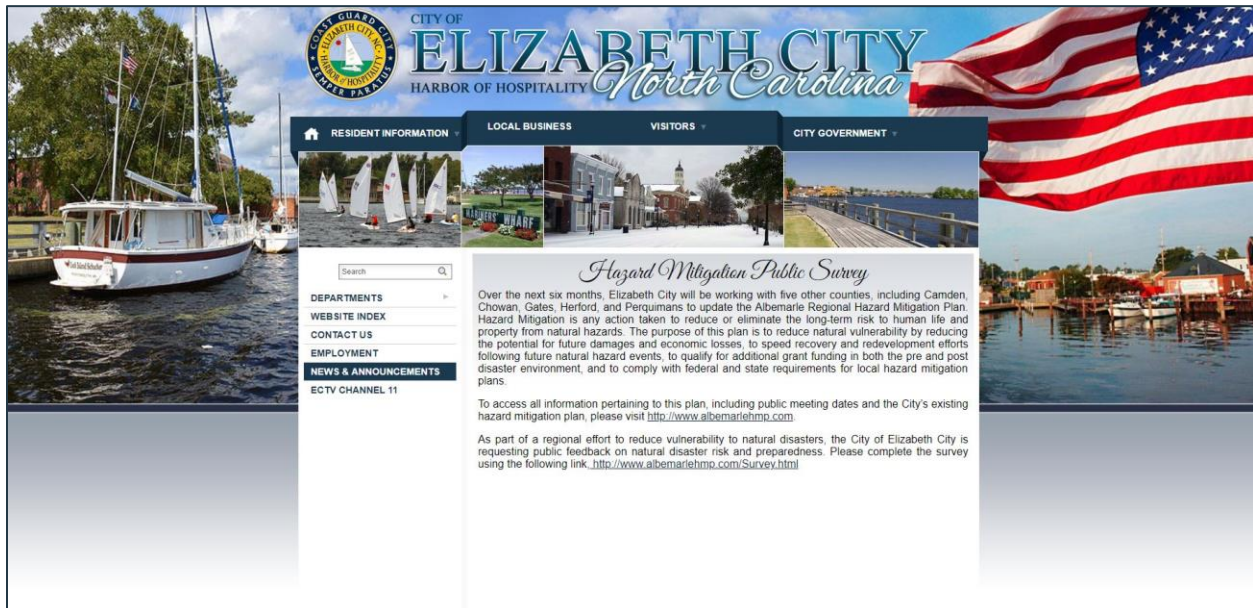 CITY OF
ELIZABETH CITY
HARBOR OF HOSPITALITY North Carolina
COAST GUARD CITY
ELIZABETH CITY, NC
HARBOR OF HOSPITALITY
SEMPER PARATUS
RESIDENT INFORMATION
LOCAL BUSINESS
VISITORS
CITY GOVERNMENT
MARINERS' WHARF
Search
DEPARTMENTS
WEBSITE INDEX
CONTACT US
EMPLOYMENT
NEWS & ANNOUNCEMENTS
ECTV CHANNEL 11
Hazard Mitigation Public Survey
Over the next six months, Elizabeth City will be working with five other counties, including Camden,
Chowan, Gates, Herford, and Perquimans to update the Albemarle Regional Hazard Mitigation Plan.
Hazard Mitigation is any action taken to reduce or eliminate the long-term risk to human life and
property from natural hazards. The purpose of this plan is to reduce natural vulnerability by reducing
the potential for future damages and economic losses, to speed recovery and redevelopment efforts
following future natural hazard events, to qualify for additional grant funding in both the pre and post
disaster environment, and to comply with federal and state requirements for local hazard mitigation
plans.
To access all information pertaining to this plan, including public meeting dates and the City's existing
hazard mitigation plan, please visit http://www.albemarlehmp.com.
As part of a regional effort to reduce vulnerability to natural disasters, the City of Elizabeth City is
requesting public feedback on natural disaster risk and preparedness. Please complete the survey
using the following link, http://www.albemarlehmp.com/Survey.html